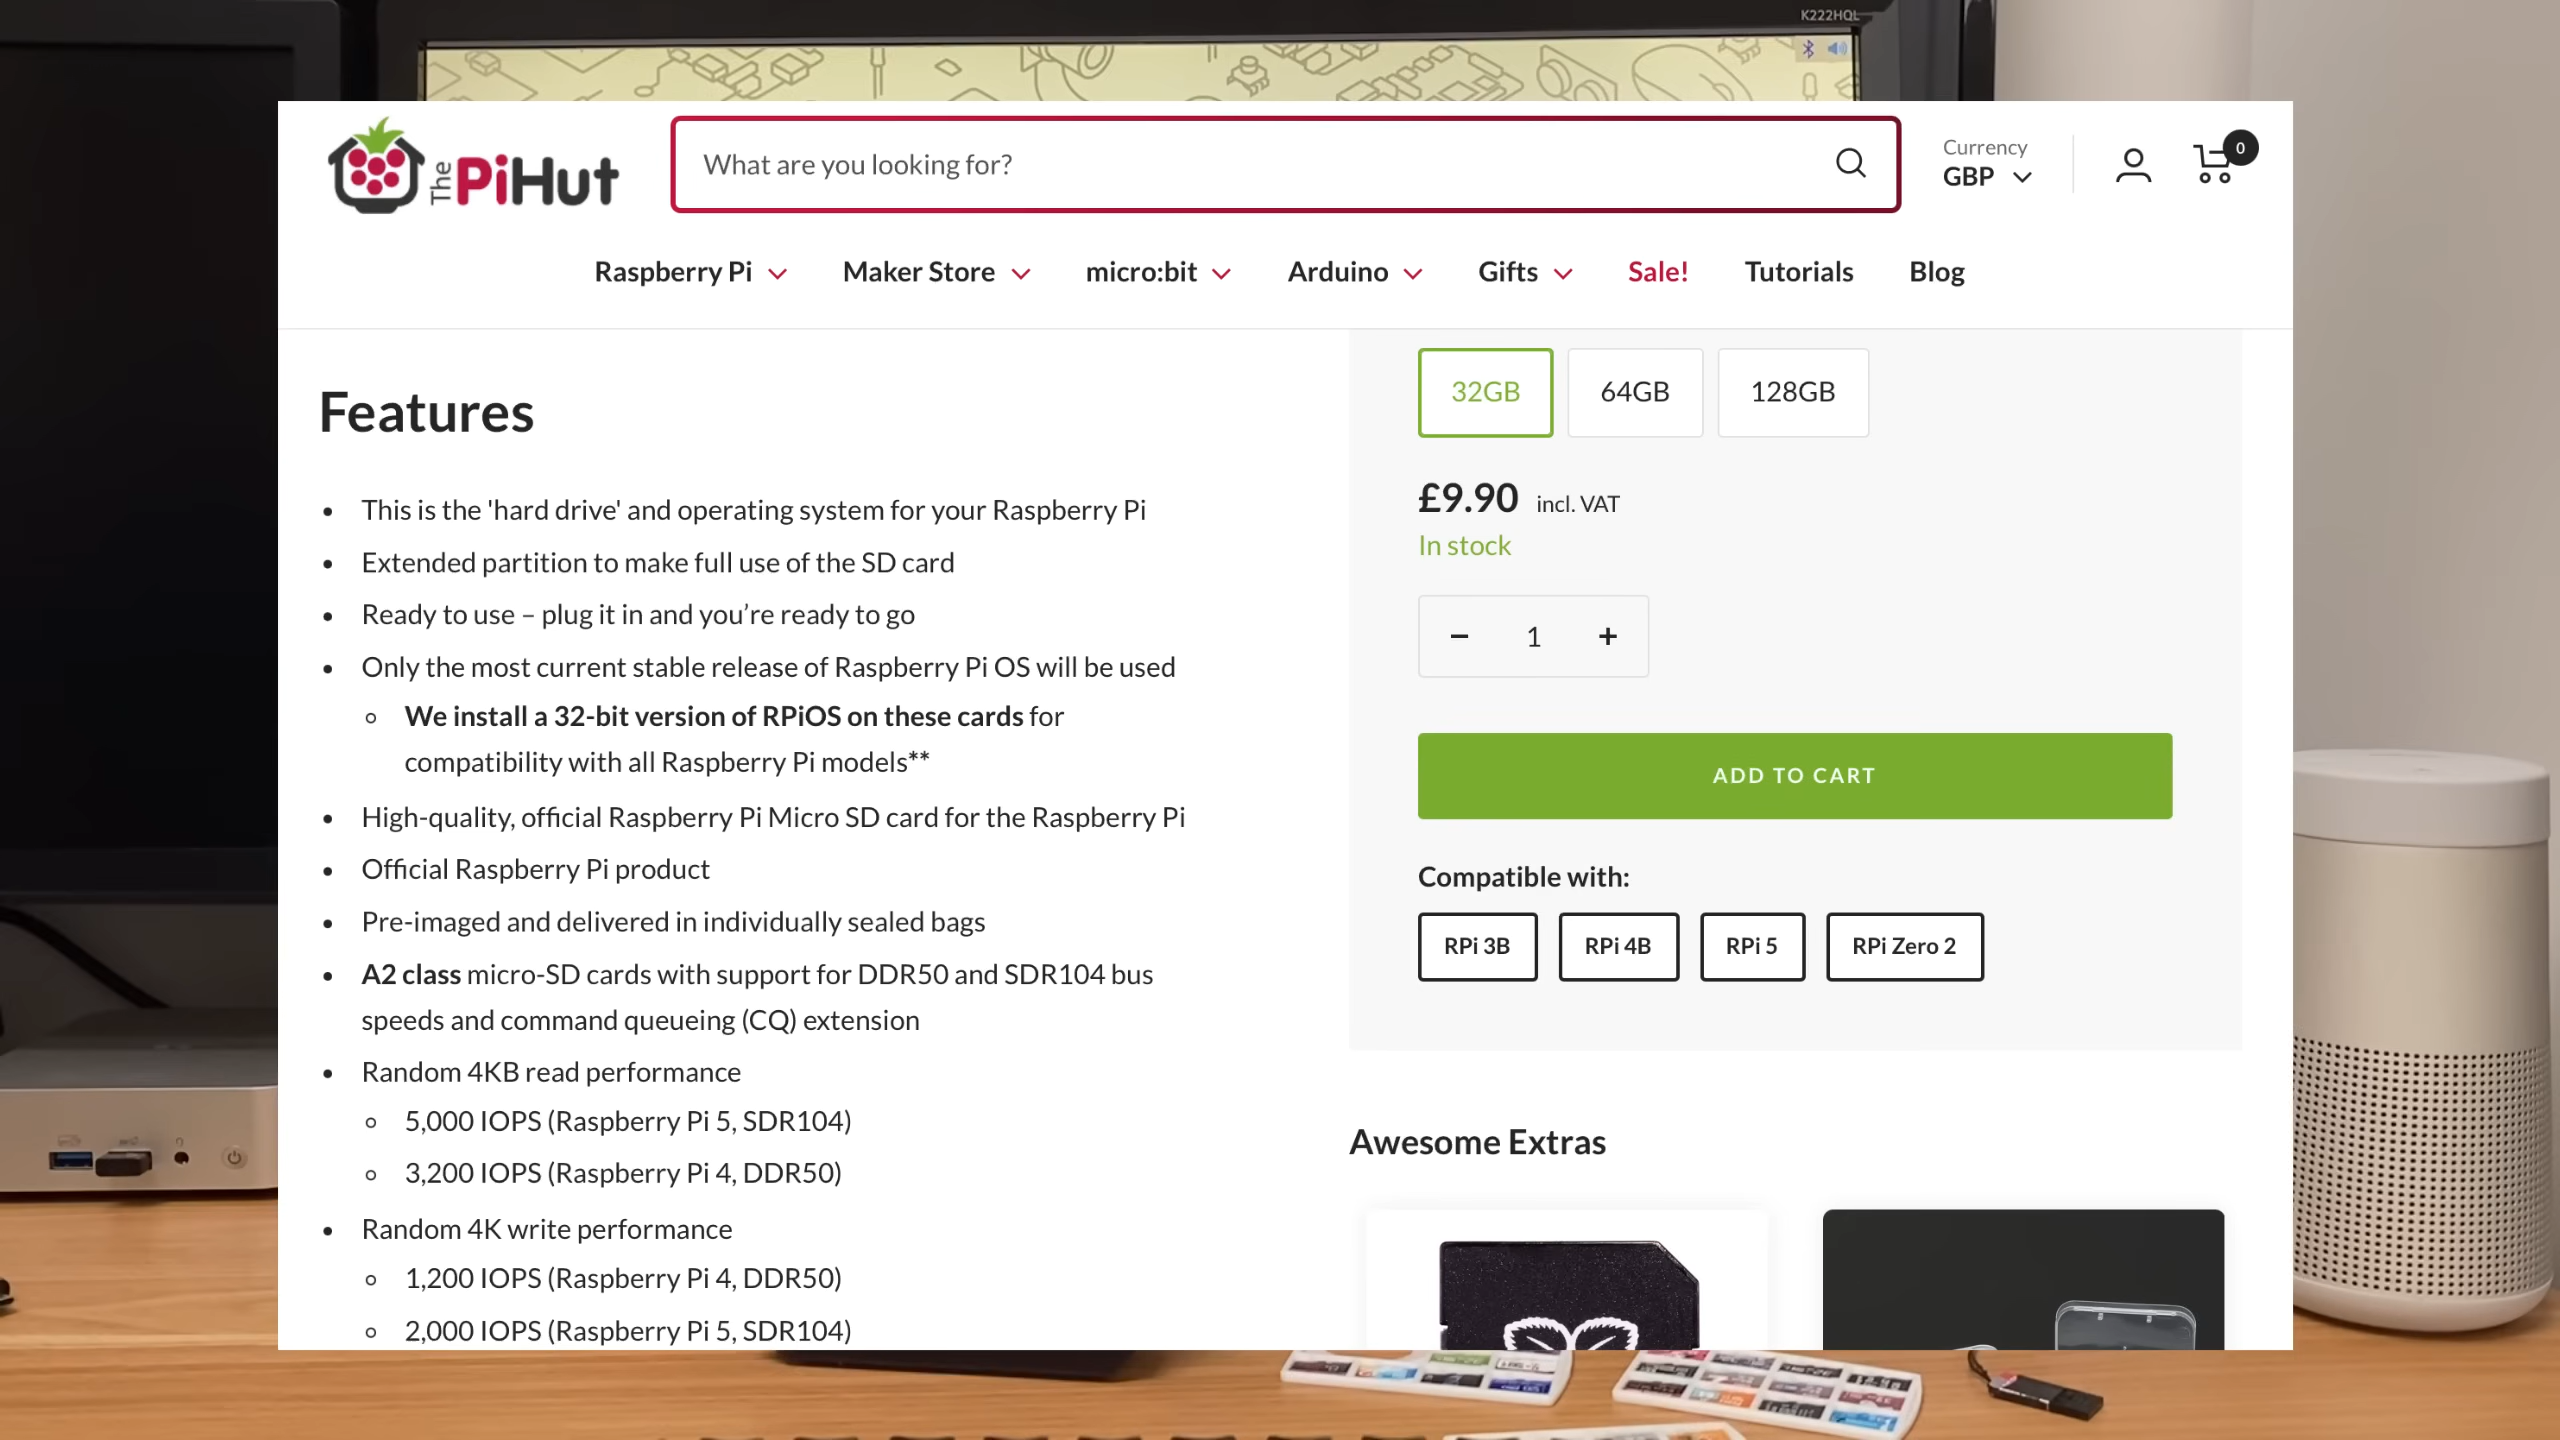 K222HQL
The PiHut
What are you looking for?
Currency
GBP
0
Raspberry Pi
Maker Store
micro:bit
Arduino
Gifts
Sale!
Tutorials
Blog
Features
This is the 'hard drive' and operating system for your Raspberry Pi
Extended partition to make full use of the SD card
Ready to use – plug it in and you’re ready to go
Only the most current stable release of Raspberry Pi OS will be used
We install a 32-bit version of RPiOS on these cards for
compatibility with all Raspberry Pi models**
High-quality, official Raspberry Pi Micro SD card for the Raspberry Pi
Official Raspberry Pi product
Pre-imaged and delivered in individually sealed bags
A2 class micro-SD cards with support for DDR50 and SDR104 bus
speeds and command queueing (CQ) extension
Random 4KB read performance
5,000 IOPS (Raspberry Pi 5, SDR104)
3,200 IOPS (Raspberry Pi 4, DDR50)
Random 4K write performance
1,200 IOPS (Raspberry Pi 4, DDR50)
2,000 IOPS (Raspberry Pi 5, SDR104)
32GB
64GB
128GB
£9.90 incl. VAT
In stock
− 1 +
ADD TO CART
Compatible with:
RPi 3B
RPi 4B
RPi 5
RPi Zero 2
Awesome Extras